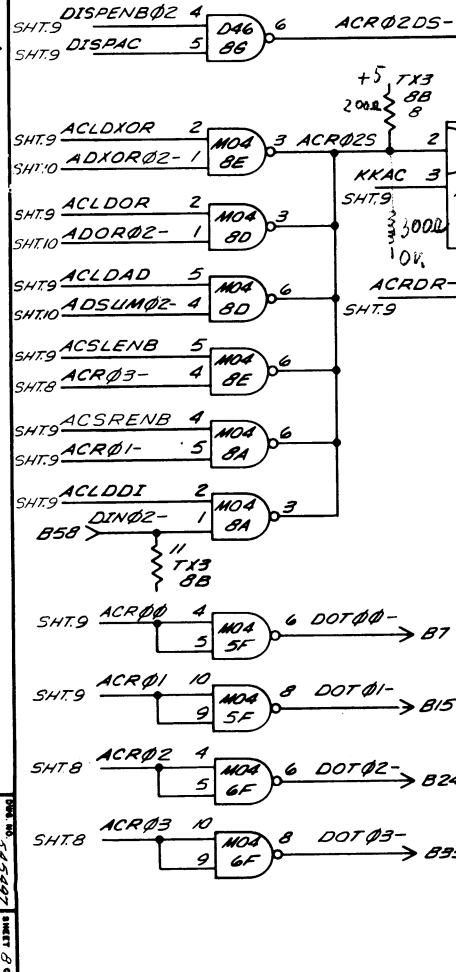 SHT.9 DISPENBØ2 4 D46 8G 6 ACRØ2DS-
SHT.9 DISPAC 5
+5 TX3
200Ω 8B
8
SHT.9 ACLDXOR 2 MO4 8E 3 ACRØ2S 2
SHT.10 ADXORØ2- 1
KKAC 3
SHT.9
SHT.9 ACLDOR 2 MO4 8D 3
SHT.10 ADORØ2- 1
300Ω
0V.
SHT.9 ACLDAD 5 MO4 8D 6
SHT.10 ADSUMØ2- 4
ACRDR-
SHT.9
SHT.9 ACSLENB 5 MO4 8E 6
SHT.8 ACRØ3- 4
SHT.9 ACSRENB 4 MO4 8A 6
SHT.9 ACRØ1- 5
SHT.9 ACLDDI 2 MO4 8A 3
B58 DINØ2- 1
11
TX3
8B
SHT.9 ACRØØ 4 MO4 5F 6 DOTØØ- B7
5
SHT.9 ACRØ1 10 MO4 5F 8 DOTØ1- B15
9
SHT.8 ACRØ2 4 MO4 6F 6 DOTØ2- B24
5
SHT.8 ACRØ3 10 MO4 6F 8 DOTØ3-
9
DWG. NO.
SHEET 8